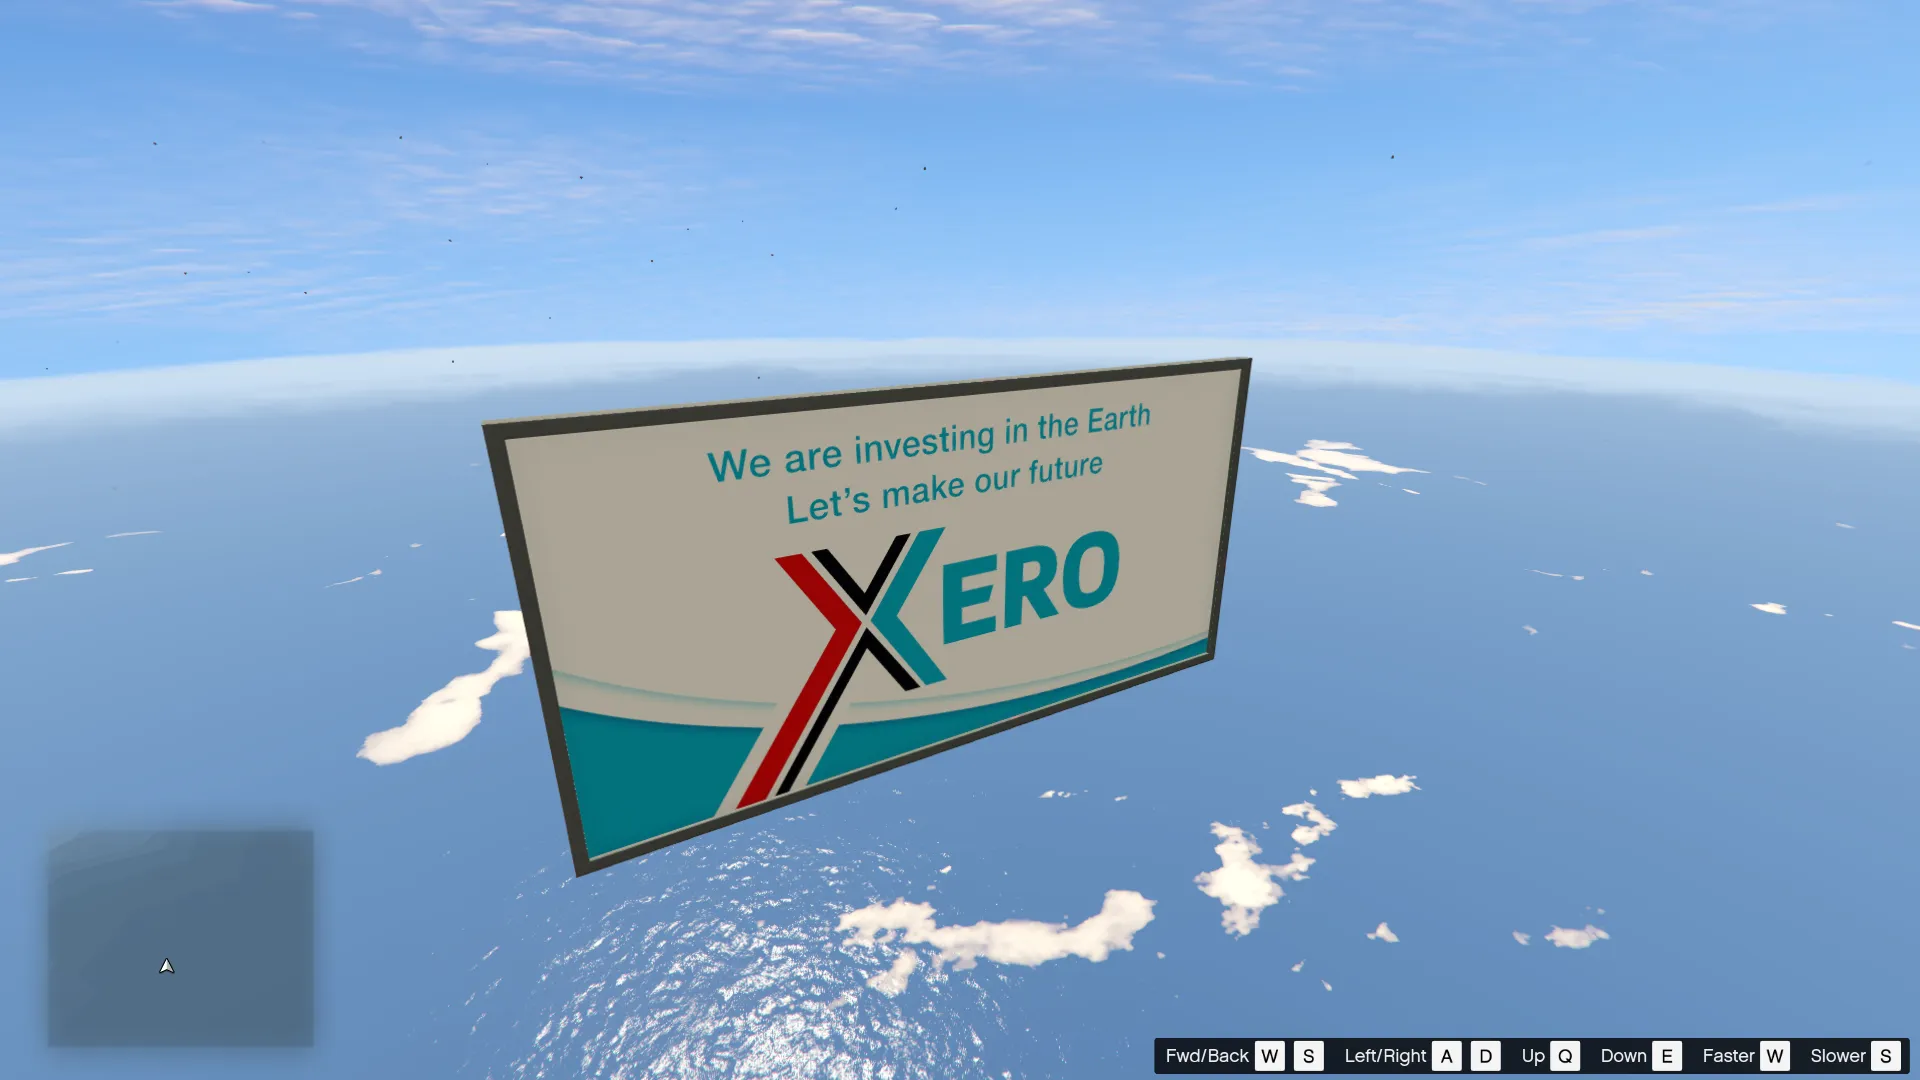 We are investing in the Earth
Let's make our future
XERO
Fwd/Back W S Left/Right A D Up Q Down E Faster W Slower S